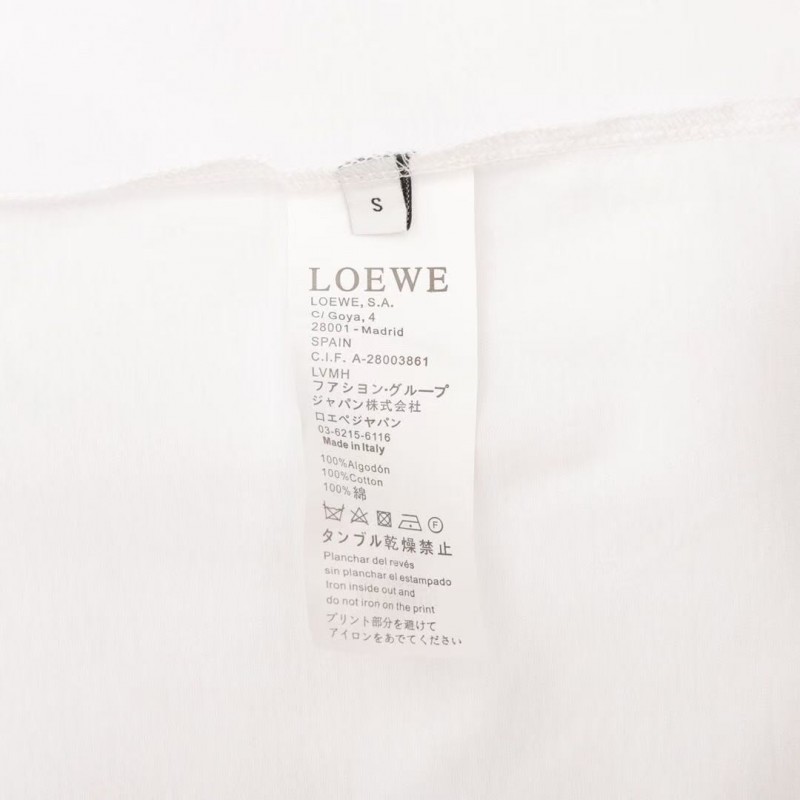 S
LOEWE
LOEWE, S.A.
C/ Goya, 4
28001 - Madrid
SPAIN
C.I.F. A-28003861
LVMH
フアション・グループ
ジャパン株式会社
ロエベジャパン
03-6215-6116
Made in Italy
100%Algodón
100%Cotton
100%綿
F
タンブル乾燥禁止
Planchar del revés
sin planchar el estampado
Iron inside out and
do not iron on the print
プリント部分を避けて
アイロンをあでてください